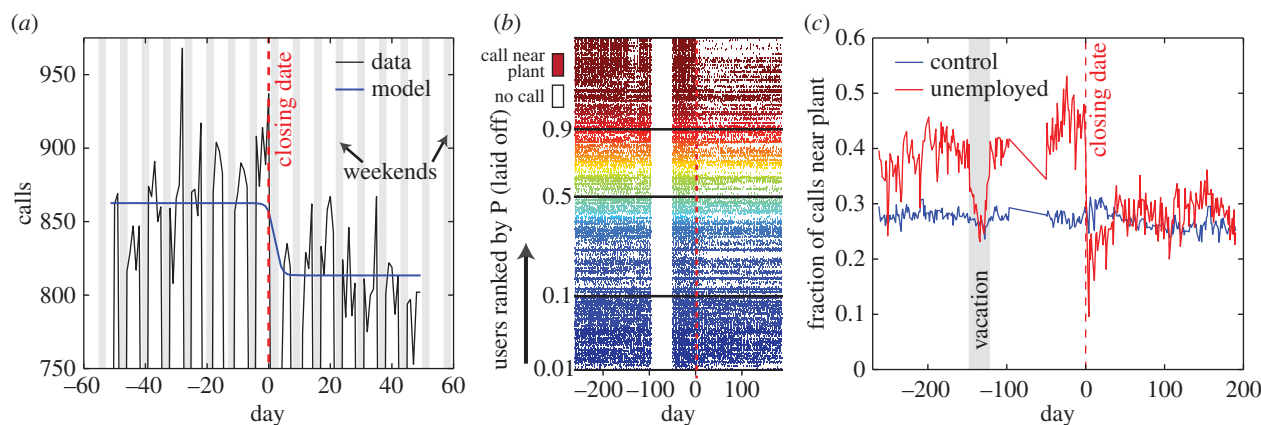 (a)
950
900
850
800
750
calls
data
model
closing date
weekends
−60
−40
−20
0
20
40
60
day
(b)
call near
plant
no call
0.9
0.5
0.1
0.01
users ranked by P (laid off)
−200
−100
0
100
day
(c)
0.6
0.5
0.4
0.3
0.2
0.1
0
fraction of calls near plant
control
unemployed
closing date
vacation
−200
−100
0
100
200
day